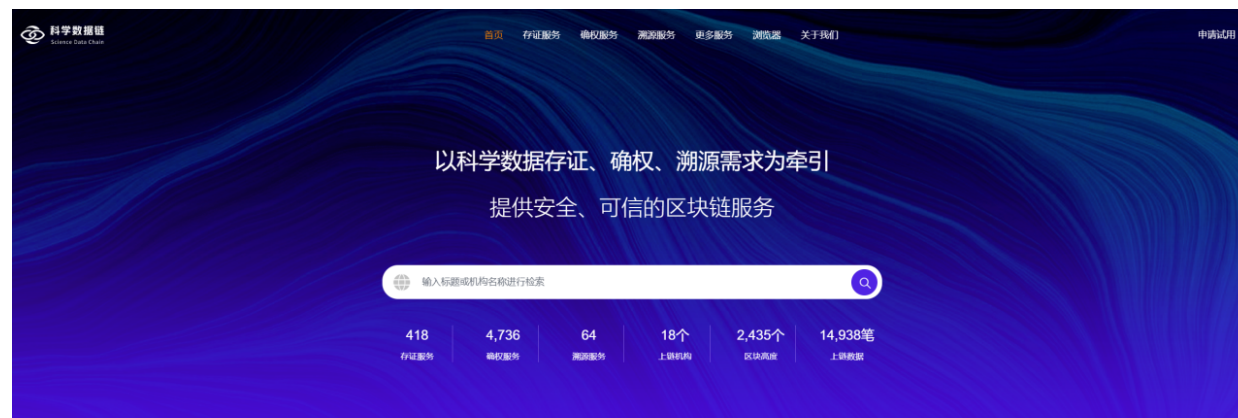 科学数据链
Science Data Chain
首页 存证服务 确权服务 溯源服务 更多服务 浏览器 关于我们
申请试用
以科学数据存证、确权、溯源需求为牵引
提供安全、可信的区块链服务
输入标题或机构名称进行检索
418 4,736 64 18个 2,435个 14,938笔
存证服务 确权服务 溯源服务 上链机构 区块高度 上链数据